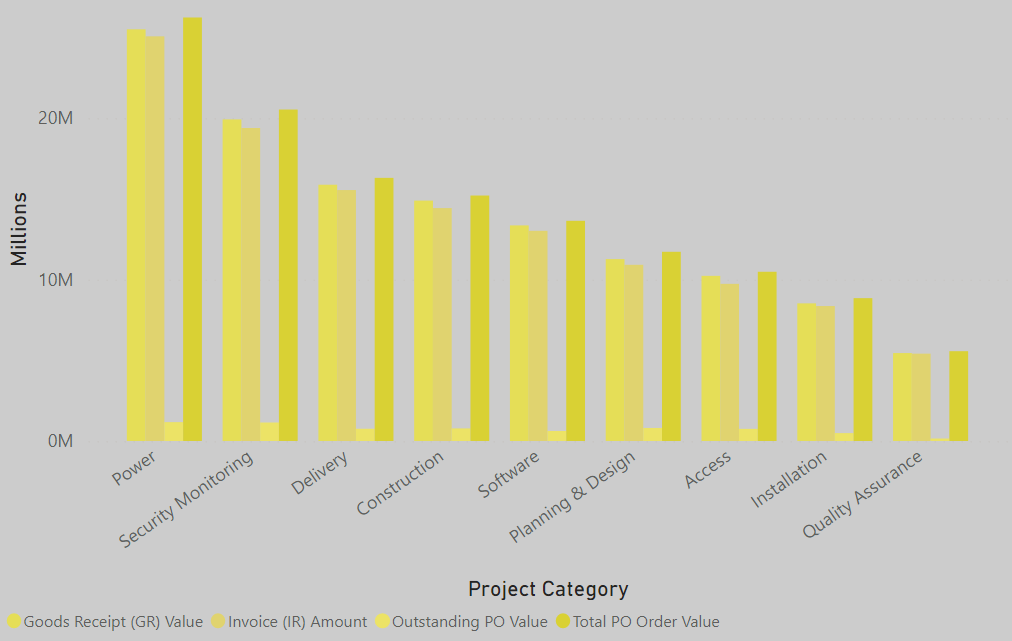 20M
10M
0M
Millions
Power
Security Monitoring
Delivery
Construction
Software
Planning & Design
Access
Installation
Quality Assurance
Project Category
Goods Receipt (GR) Value Invoice (IR) Amount Outstanding PO Value Total PO Order Value